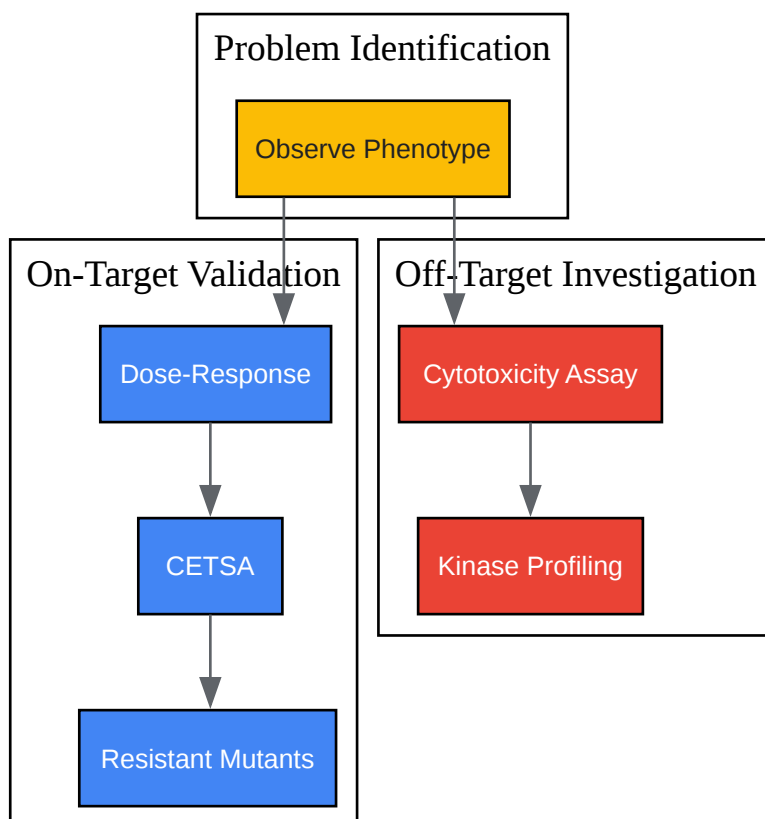 Problem Identification
Observe Phenotype
On-Target Validation
Dose-Response
CETSA
Resistant Mutants
Off-Target Investigation
Cytotoxicity Assay
Kinase Profiling